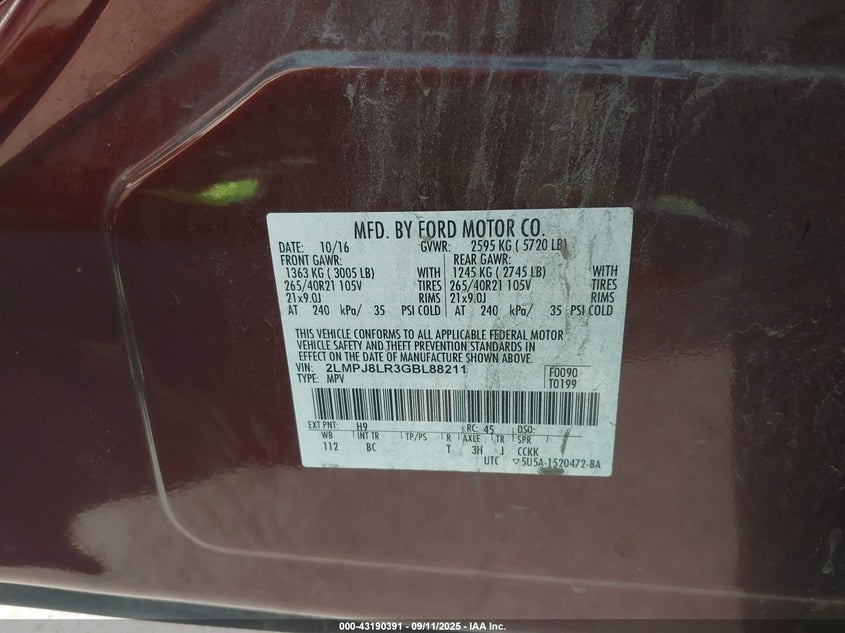 MFD. BY FORD MOTOR CO.
DATE: 10/16 GVWR: 2595 KG ( 5720 LB)
FRONT GAWR: REAR GAWR:
1363 KG ( 3005 LB) WITH 1245 KG ( 2745 LB) WITH
265/40R21 105V TIRES 265/40R21 105V TIRES
21x9.0J RIMS 21x9.0J RIMS
AT 240 kPa/ 35 PSI COLD AT 240 kPa/ 35 PSI COLD
THIS VEHICLE CONFORMS TO ALL APPLICABLE FEDERAL MOTOR
VEHICLE SAFETY AND THEFT PREVENTION STANDARDS IN
EFFECT ON THE DATE OF MANUFACTURE SHOWN ABOVE.
VIN: 2LMPJ8LR3GBL88211 F0090
TYPE: MPV T0199
EXT PNT: H9 RC: 45 DSO:
WB INT TR TP/PS R AXLE TR SPR
112 BC T 3H J CCKK
UTC ▽5U5A-1520472-BA
000-43190391 - 09/11/2025 - IAA Inc.